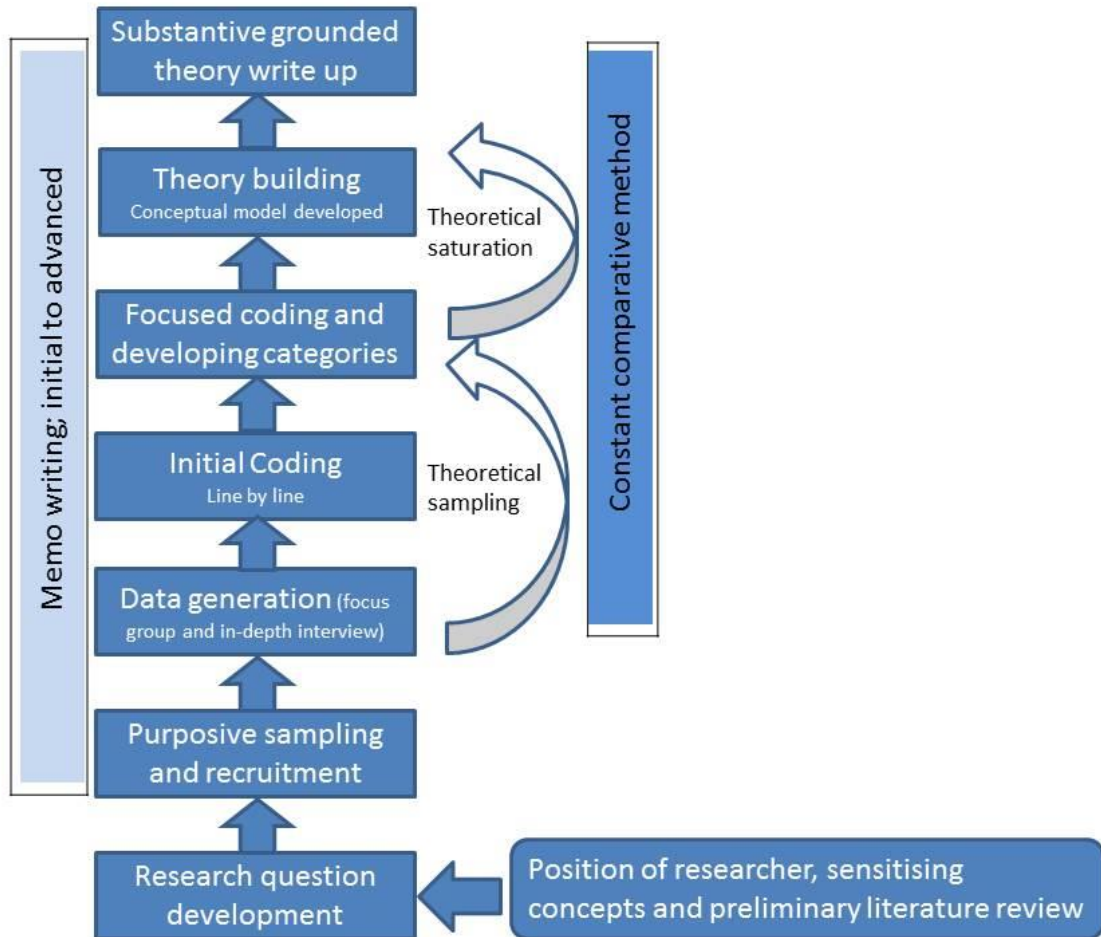 Substantive grounded
theory write up
Theory building
Conceptual model developed
Focused coding and
developing categories
Initial Coding
Line by line
Data generation (focus
group and in-depth interview)
Purposive sampling
and recruitment
Research question
development
Memo writing; initial to advanced
Theoretical
saturation
Theoretical
sampling
Constant comparative method
Position of researcher, sensitising
concepts and preliminary literature review